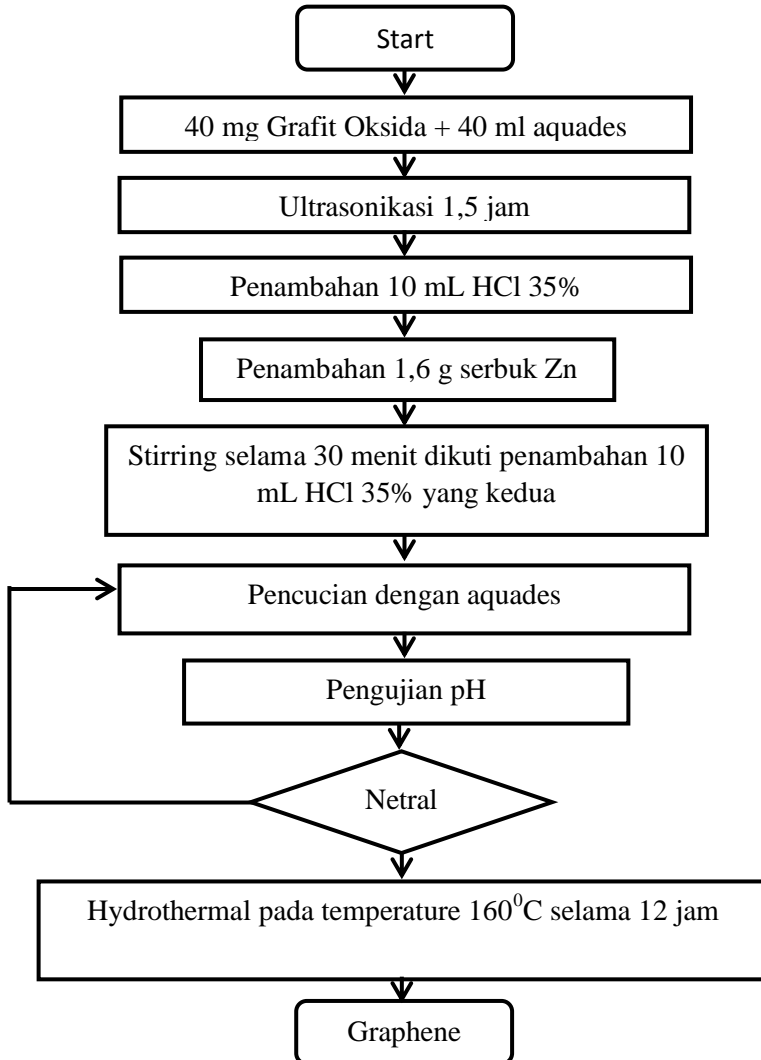 Start
40 mg Grafit Oksida + 40 ml aquades
Ultrasonikasi 1,5 jam
Penambahan 10 mL HCl 35%
Penambahan 1,6 g serbuk Zn
Stirring selama 30 menit dikuti penambahan 10
mL HCl 35% yang kedua
Pencucian dengan aquades
Pengujian pH
Netral
Hydrothermal pada temperature 160⁰C selama 12 jam
Graphene